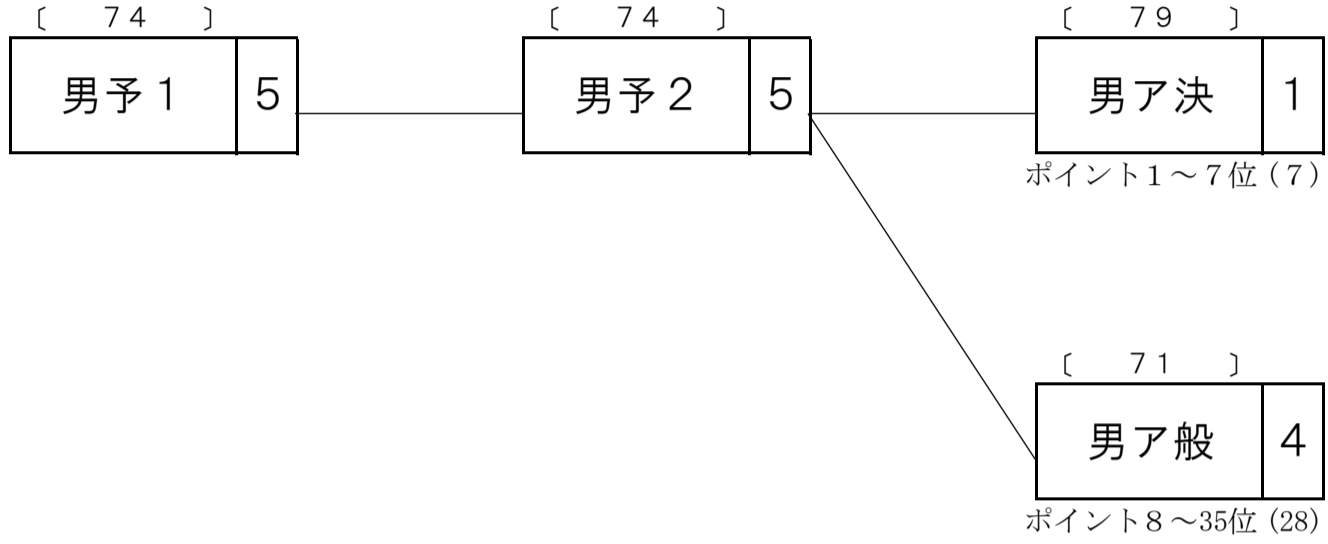 〔　７４　〕　〔　７４　〕　〔　７９　〕
男予１　５　男予２　５　男ア決　１
ポイント１～７位（７）
〔　７１　〕
男ア般　４
ポイント８～35位 (28)